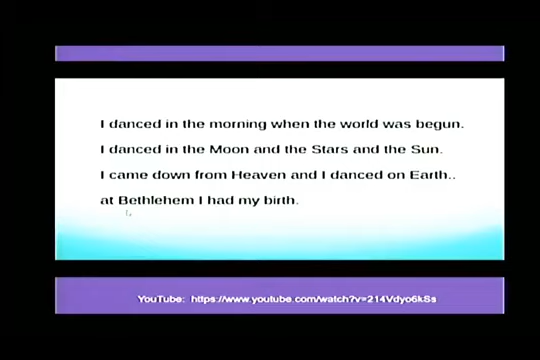 I danced in the morning when the world was begun.
I danced in the Moon and the Stars and the Sun.
I came down from Heaven and I danced on Earth..
at Bethlehem I had my birth.
YouTube: https://www.youtube.com/watch?v=214Vdyo6kSs